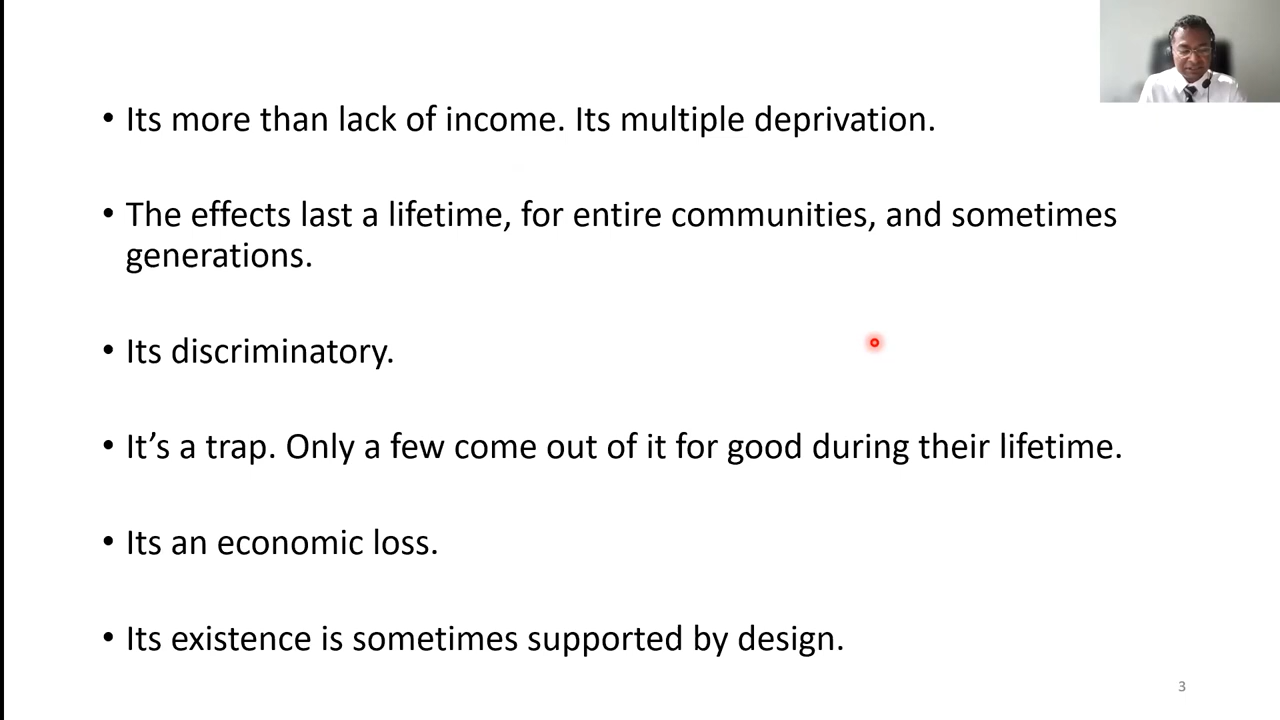 • Its more than lack of income. Its multiple deprivation.
• The effects last a lifetime, for entire communities, and sometimes
generations.
• Its discriminatory.
• It’s a trap. Only a few come out of it for good during their lifetime.
• Its an economic loss.
• Its existence is sometimes supported by design.
3